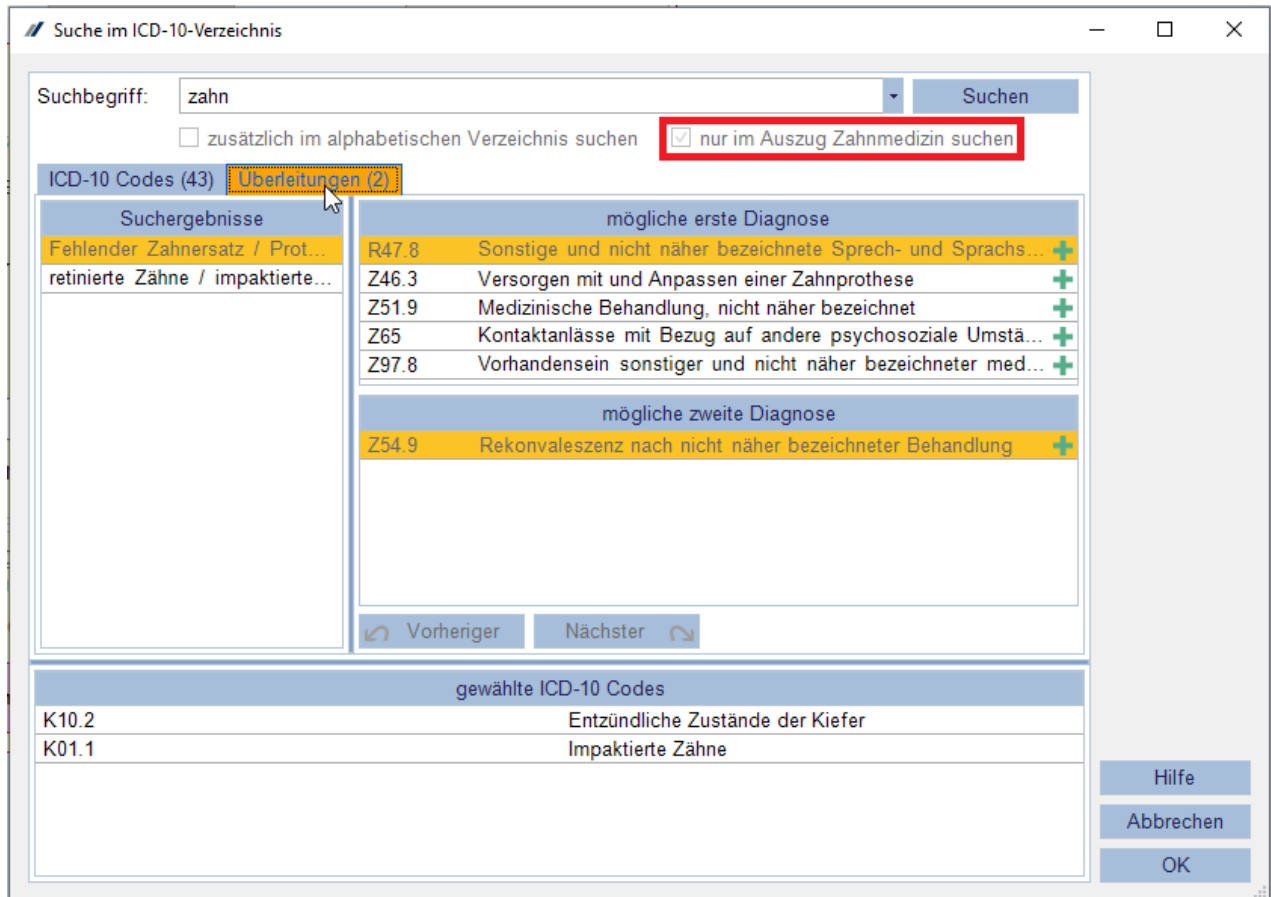 Suche im ICD-10-Verzeichnis
Suchbegriff: zahn Suchen
zusätzlich im alphabetischen Verzeichnis suchen nur im Auszug Zahnmedizin suchen
ICD-10 Codes (43) Überleitungen (2)
Suchergebnisse
Fehlender Zahnersatz / Prot...
retinierte Zähne / impaktierte...
mögliche erste Diagnose
R47.8 Sonstige und nicht näher bezeichnete Sprech- und Sprachs...
Z46.3 Versorgen mit und Anpassen einer Zahnprothese
Z51.9 Medizinische Behandlung, nicht näher bezeichnet
Z65 Kontaktanlässe mit Bezug auf andere psychosoziale Umstä...
Z97.8 Vorhandensein sonstiger und nicht näher bezeichneter med...
mögliche zweite Diagnose
Z54.9 Rekonvaleszenz nach nicht näher bezeichneter Behandlung
Vorheriger Nächster
gewählte ICD-10 Codes
K10.2 Entzündliche Zustände der Kiefer
K01.1 Impaktierte Zähne
Hilfe
Abbrechen
OK